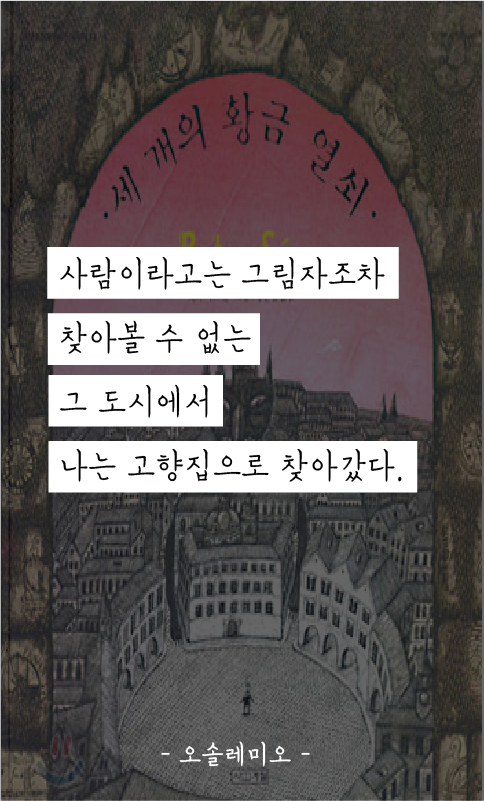 ·세 개의 황금 열쇠·
사람이라고는 그림자조차
찾아볼 수 없는
그 도시에서
나는 고향집으로 찾아갔다.
- 오솔레미오 -